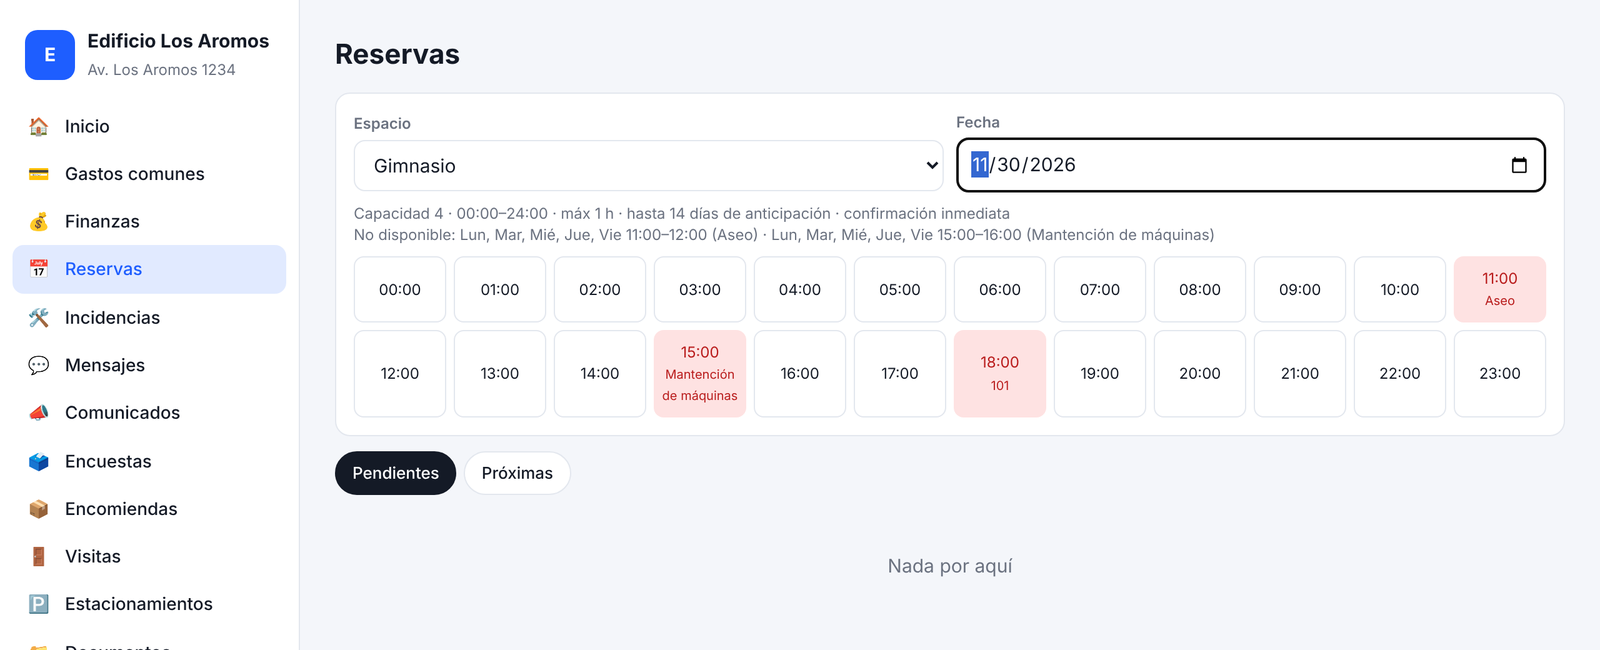 E
Edificio Los Aromos
Av. Los Aromos 1234
Inicio
Gastos comunes
Finanzas
Reservas
Incidencias
Mensajes
Comunicados
Encuestas
Encomiendas
Visitas
Estacionamientos
Documentos
Reservas
Espacio
Gimnasio
Fecha
11/30/2026
Capacidad 4 · 00:00–24:00 · máx 1 h · hasta 14 días de anticipación · confirmación inmediata
No disponible: Lun, Mar, Mié, Jue, Vie 11:00–12:00 (Aseo) · Lun, Mar, Mié, Jue, Vie 15:00–16:00 (Mantención de máquinas)
00:00
01:00
02:00
03:00
04:00
05:00
06:00
07:00
08:00
09:00
10:00
11:00
Aseo
12:00
13:00
14:00
15:00
Mantención
de máquinas
16:00
17:00
18:00
101
19:00
20:00
21:00
22:00
23:00
Pendientes
Próximas
Nada por aquí